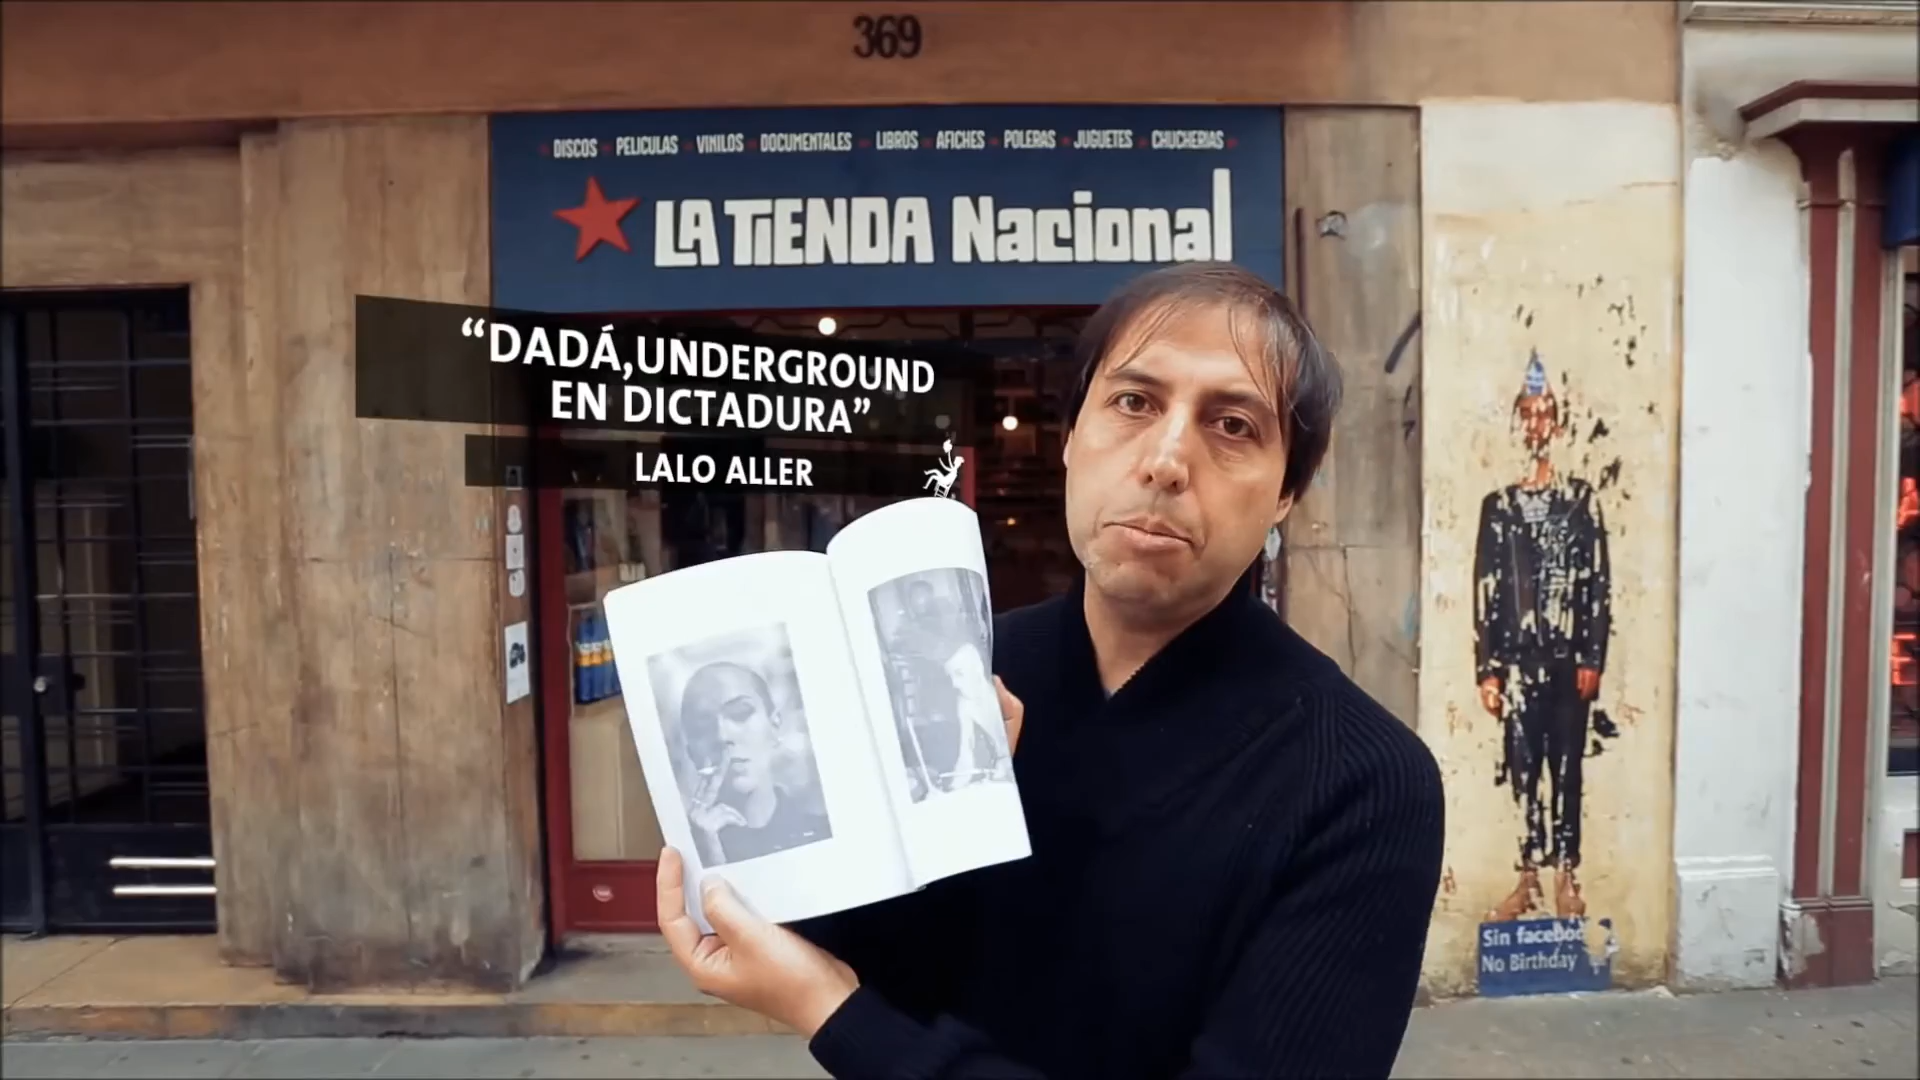 369
DISCOS PELICULAS VINILOS DOCUMENTALES LIBROS AFICHES POLERAS JUGUETES CHUCHERIAS
LA TIENDA Nacional
“DADÁ,UNDERGROUND
EN DICTADURA”
LALO ALLER
Sin faceboo
No Birthday